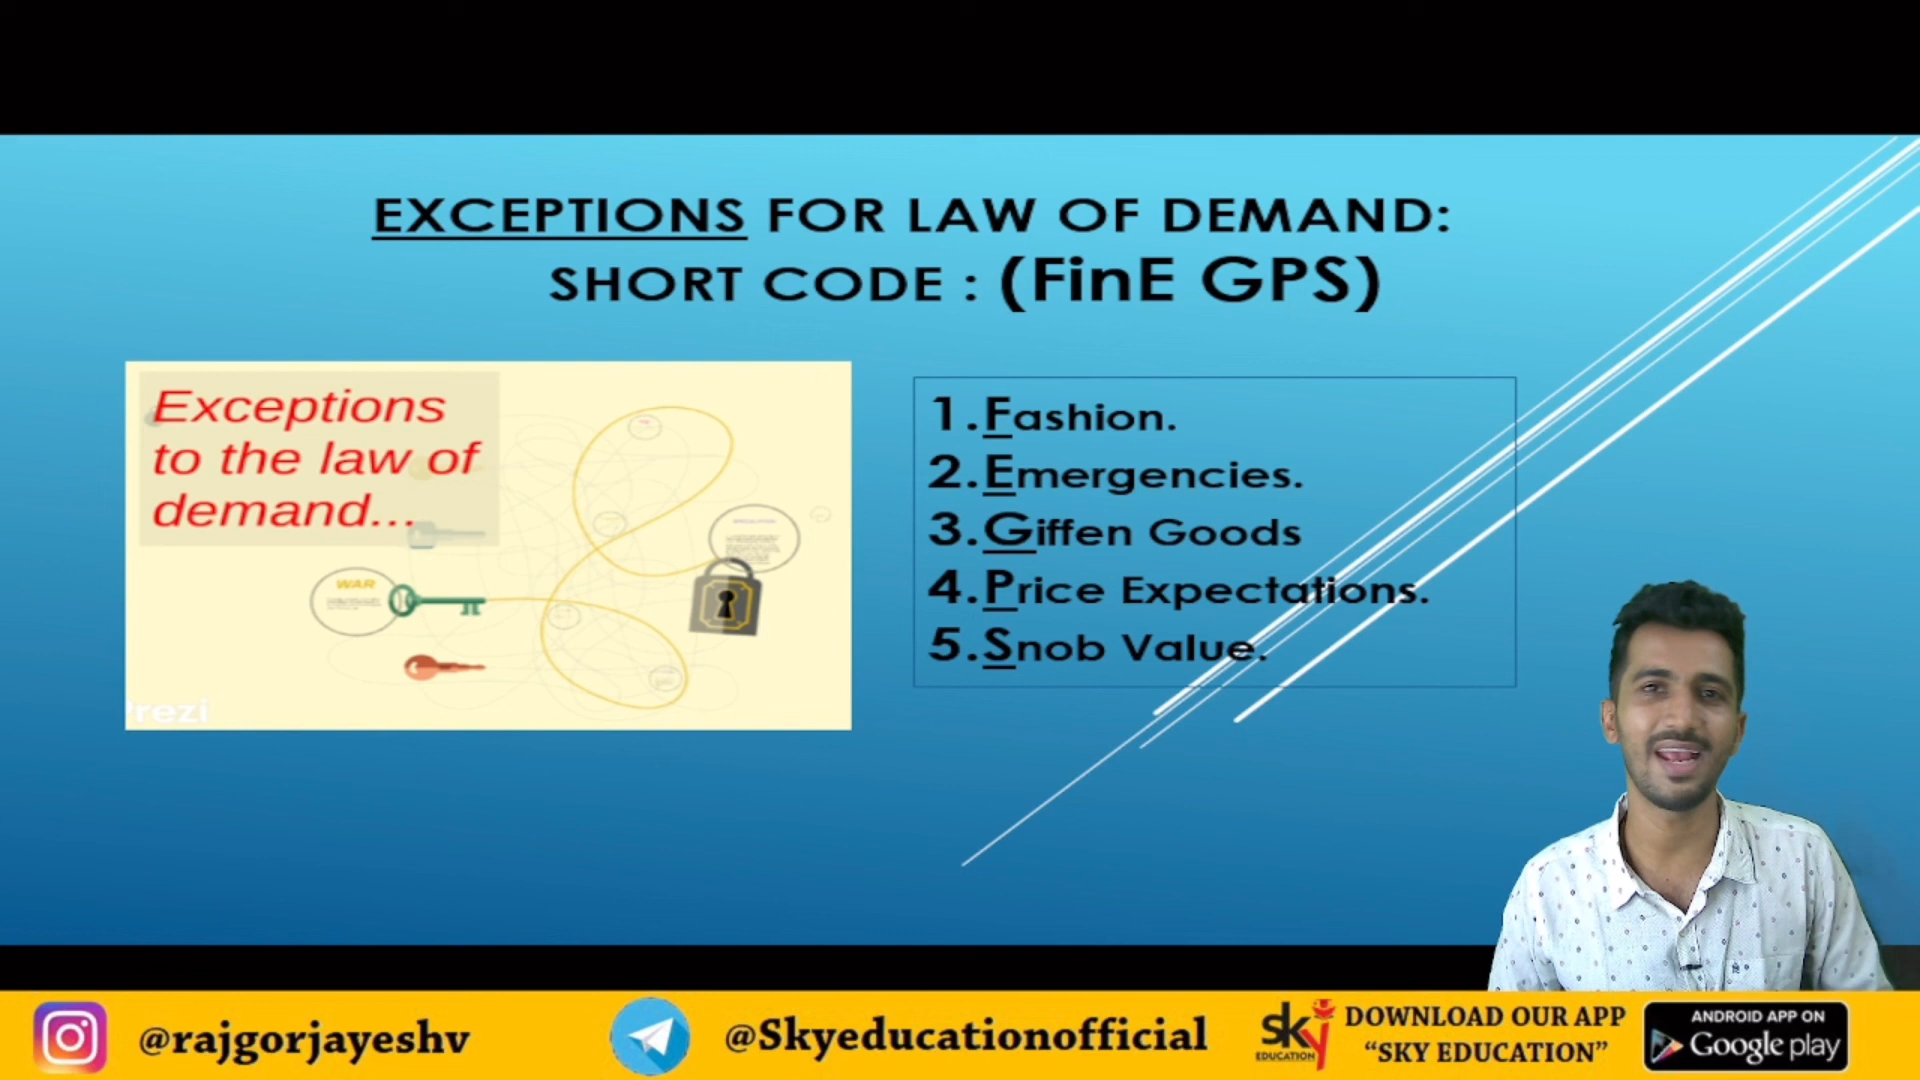 EXCEPTIONS FOR LAW OF DEMAND:
SHORT CODE : (FinE GPS)
Exceptions
to the law of
demand...
WAR
Prezi
1.Fashion.
2.Emergencies.
3.Giffen Goods
4.Price Expectations.
5.Snob Value.
@rajgorjayeshv
@Skyeducationofficial
sky
EDUCATION
DOWNLOAD OUR APP
“SKY EDUCATION”
ANDROID APP ON
Google play